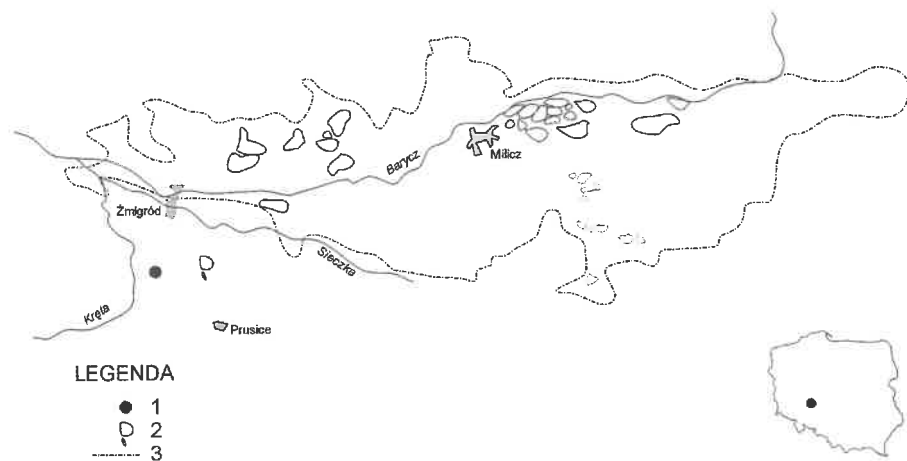 Barycz
Milicz
Żmigród
Sieczka
Kręta
Prusice
LEGENDA
1
2
3